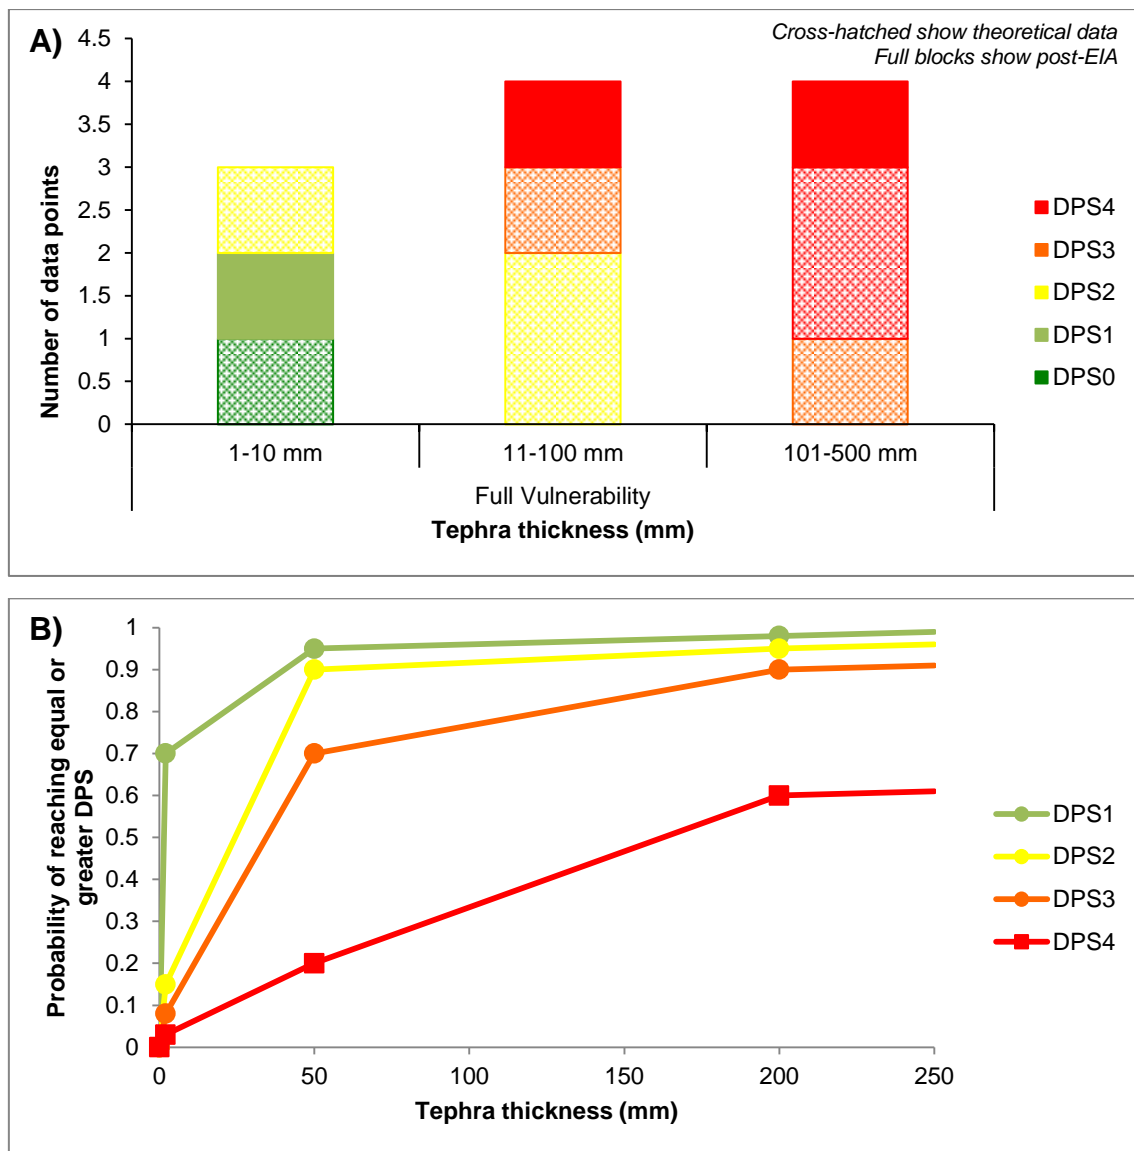 A)
Cross-hatched show theoretical data
Full blocks show post-EIA
Number of data points
4.5
4
3.5
3
2.5
2
1.5
1
0.5
0
1-10 mm
11-100 mm
101-500 mm
Full Vulnerability
Tephra thickness (mm)
DPS4
DPS3
DPS2
DPS1
DPS0
B)
Probability of reaching equal or
greater DPS
1
0.9
0.8
0.7
0.6
0.5
0.4
0.3
0.2
0.1
0
0
50
100
150
200
250
Tephra thickness (mm)
DPS1
DPS2
DPS3
DPS4